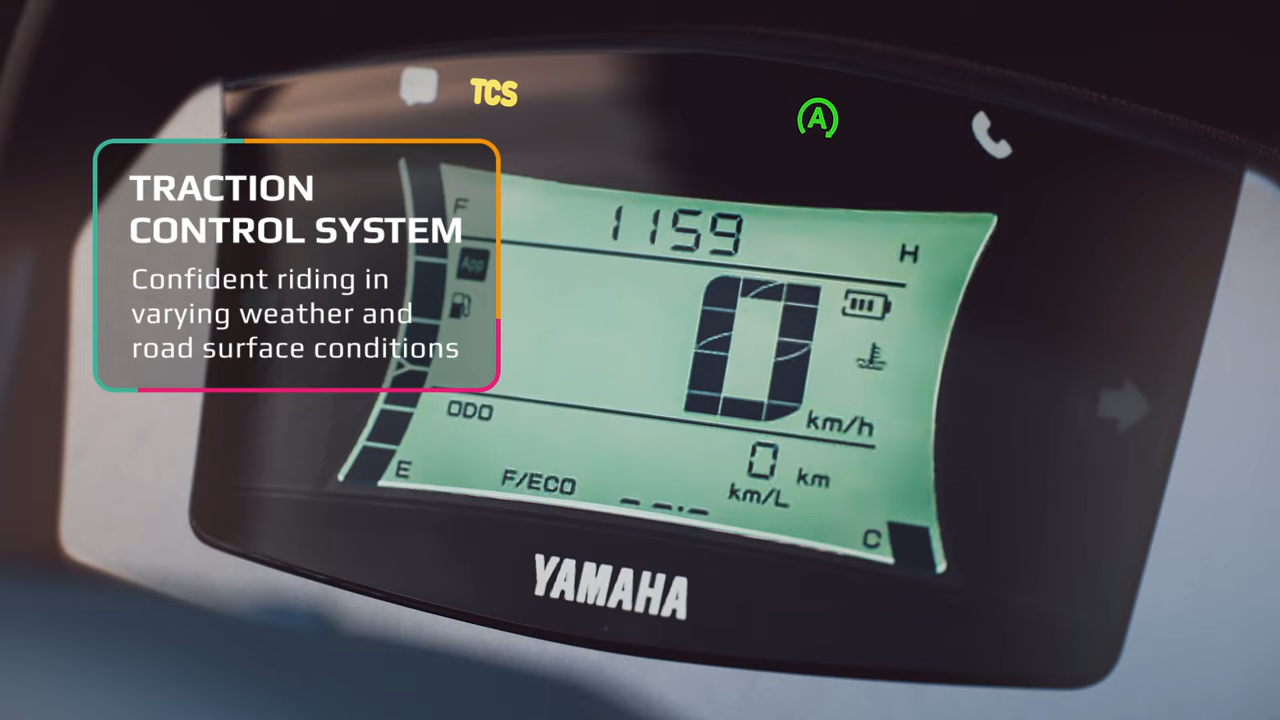 TCS
A
TRACTION
CONTROL SYSTEM
Confident riding in
varying weather and
road surface conditions
F
1159
H
App
km/h
ODO
0 km
E
F/ECO
km/L
--.-
C
YAMAHA
0